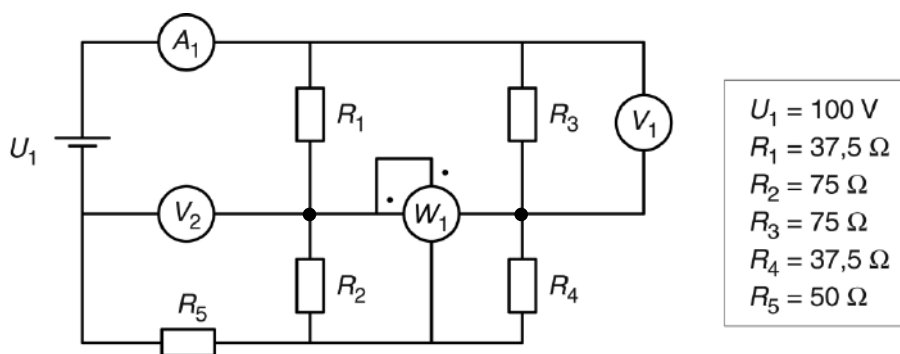 A₁
R₁
R₃
V₁
U₁
V₂
W₁
R₂
R₄
R₅
U₁ = 100 V
R₁ = 37,5 Ω
R₂ = 75 Ω
R₃ = 75 Ω
R₄ = 37,5 Ω
R₅ = 50 Ω